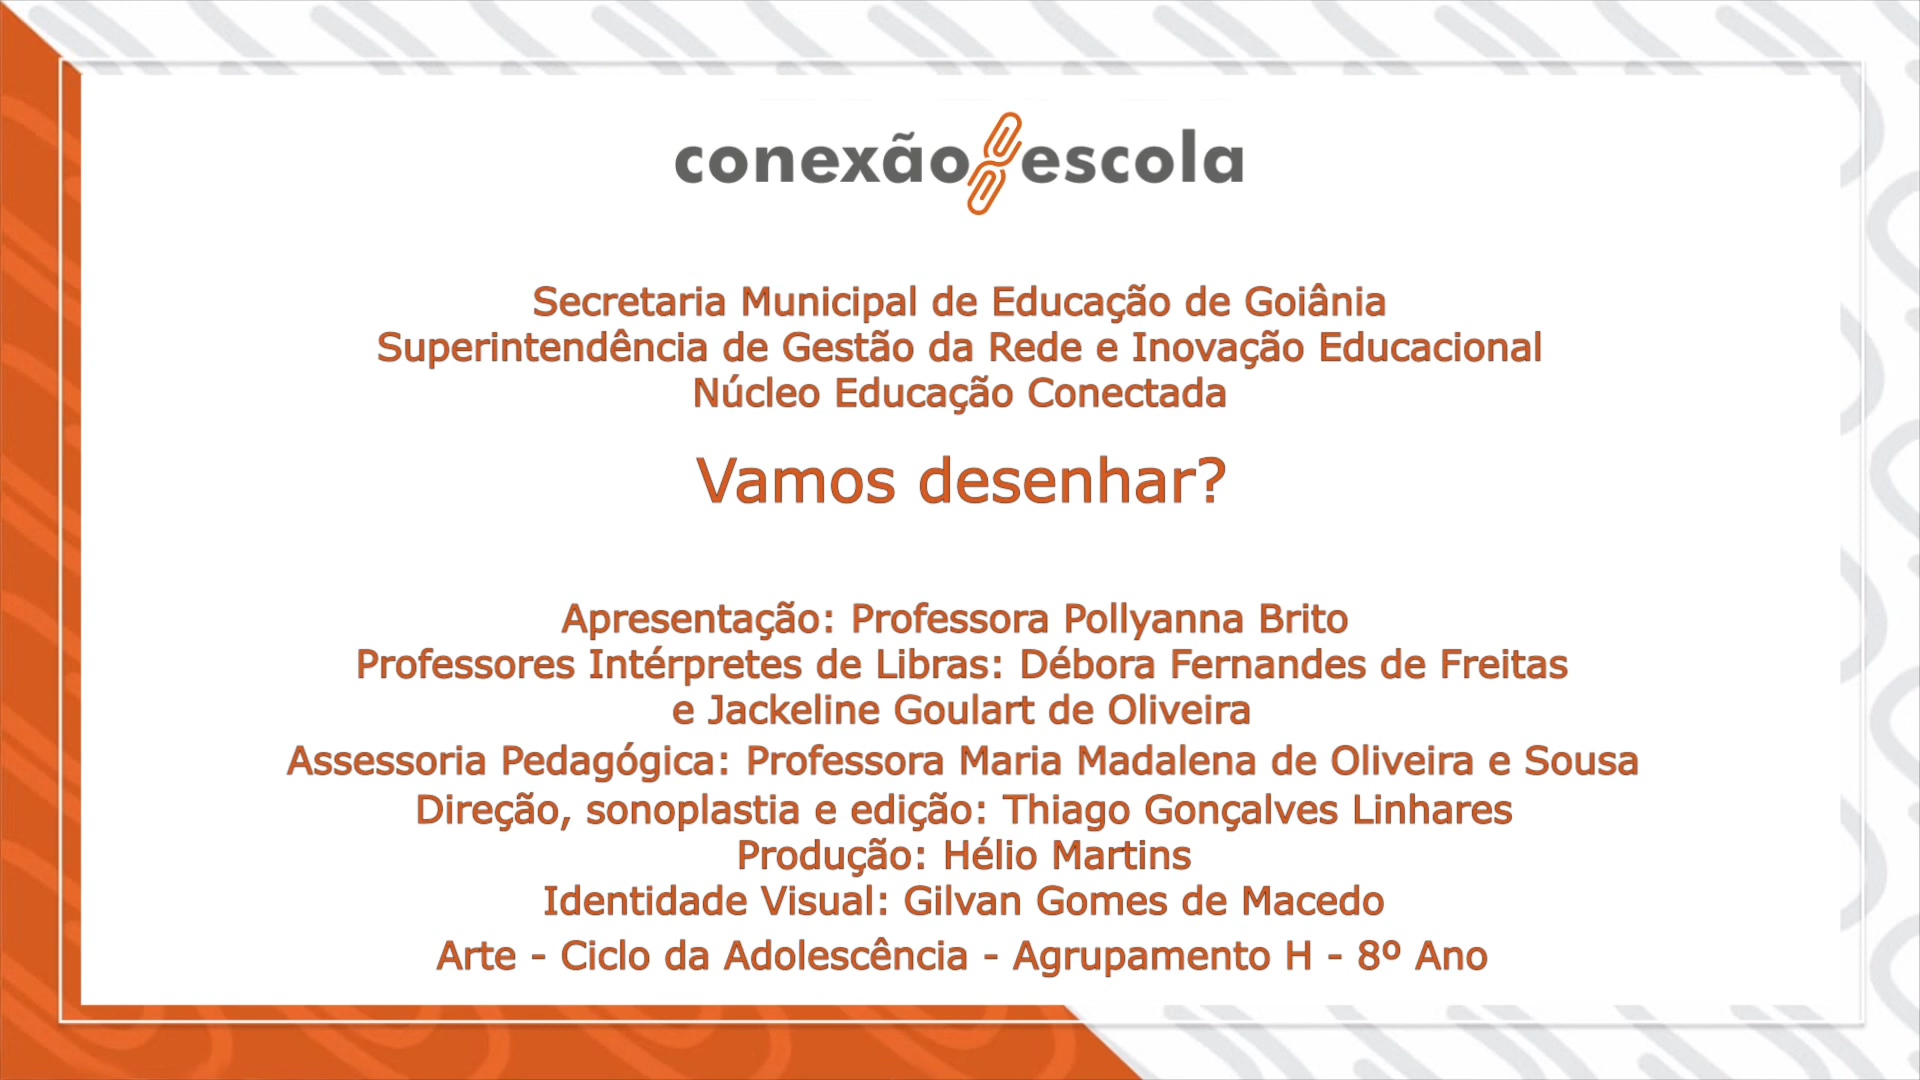 conexão escola
Secretaria Municipal de Educação de Goiânia
Superintendência de Gestão da Rede e Inovação Educacional
Núcleo Educação Conectada
Vamos desenhar?
Apresentação: Professora Pollyanna Brito
Professores Intérpretes de Libras: Débora Fernandes de Freitas
e Jackeline Goulart de Oliveira
Assessoria Pedagógica: Professora Maria Madalena de Oliveira e Sousa
Direção, sonoplastia e edição: Thiago Gonçalves Linhares
Produção: Hélio Martins
Identidade Visual: Gilvan Gomes de Macedo
Arte - Ciclo da Adolescência - Agrupamento H - 8º Ano